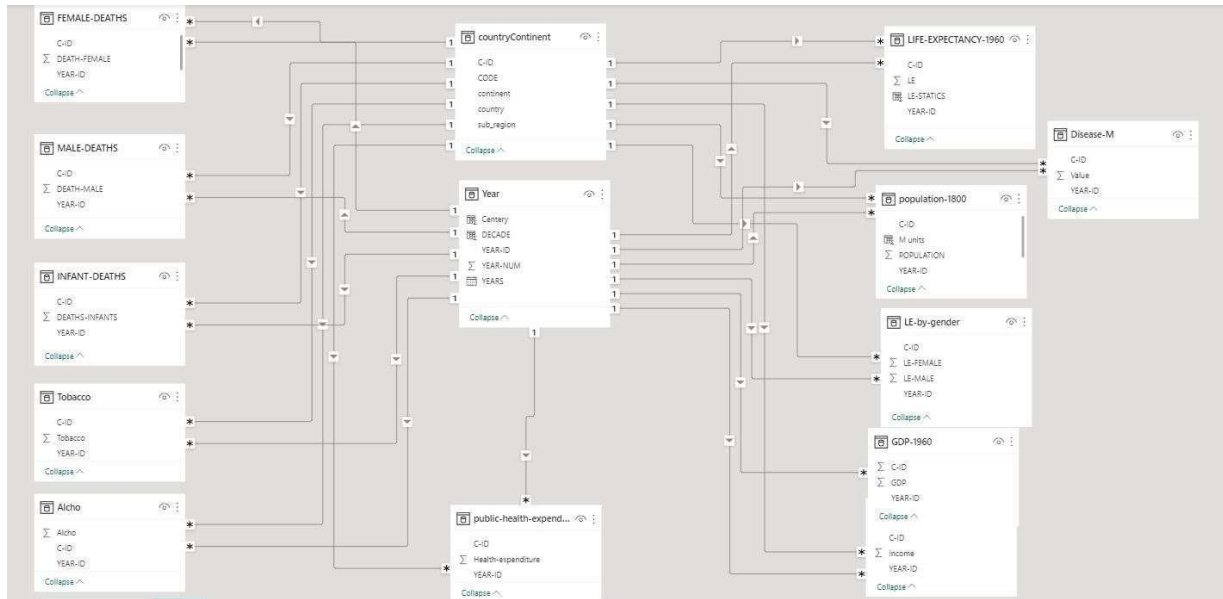 FEMALE-DEATHS
C-ID
Σ DEATH-FEMALE
YEAR-ID
Collapse
MALE-DEATHS
C-ID
Σ DEATH-MALE
YEAR-ID
Collapse
INFANT-DEATHS
C-ID
Σ DEATHS-INFANTS
YEAR-ID
Collapse
Tobacco
C-ID
Σ Tobacco
YEAR-ID
Collapse
Alcho
Σ Alcho
C-ID
YEAR-ID
Collapse
countryContinent
C-ID
CODE
continent
country
sub_region
Collapse
Year
Centery
DECADE
YEAR-ID
Σ YEAR-NUM
YEARS
Collapse
public-health-expend...
C-ID
Σ Health-expenditure
YEAR-ID
Collapse
LIFE-EXPECTANCY-1960
C-ID
Σ LE
LE-STATICS
YEAR-ID
Collapse
Disease-M
C-ID
Σ Value
YEAR-ID
Collapse
population-1800
C-ID
M units
Σ POPULATION
YEAR-ID
Collapse
LE-by-gender
C-ID
Σ LE-FEMALE
Σ LE-MALE
YEAR-ID
Collapse
GDP-1960
Σ C-ID
Σ GDP
YEAR-ID
Collapse
C-ID
Σ Income
YEAR-ID
Collapse